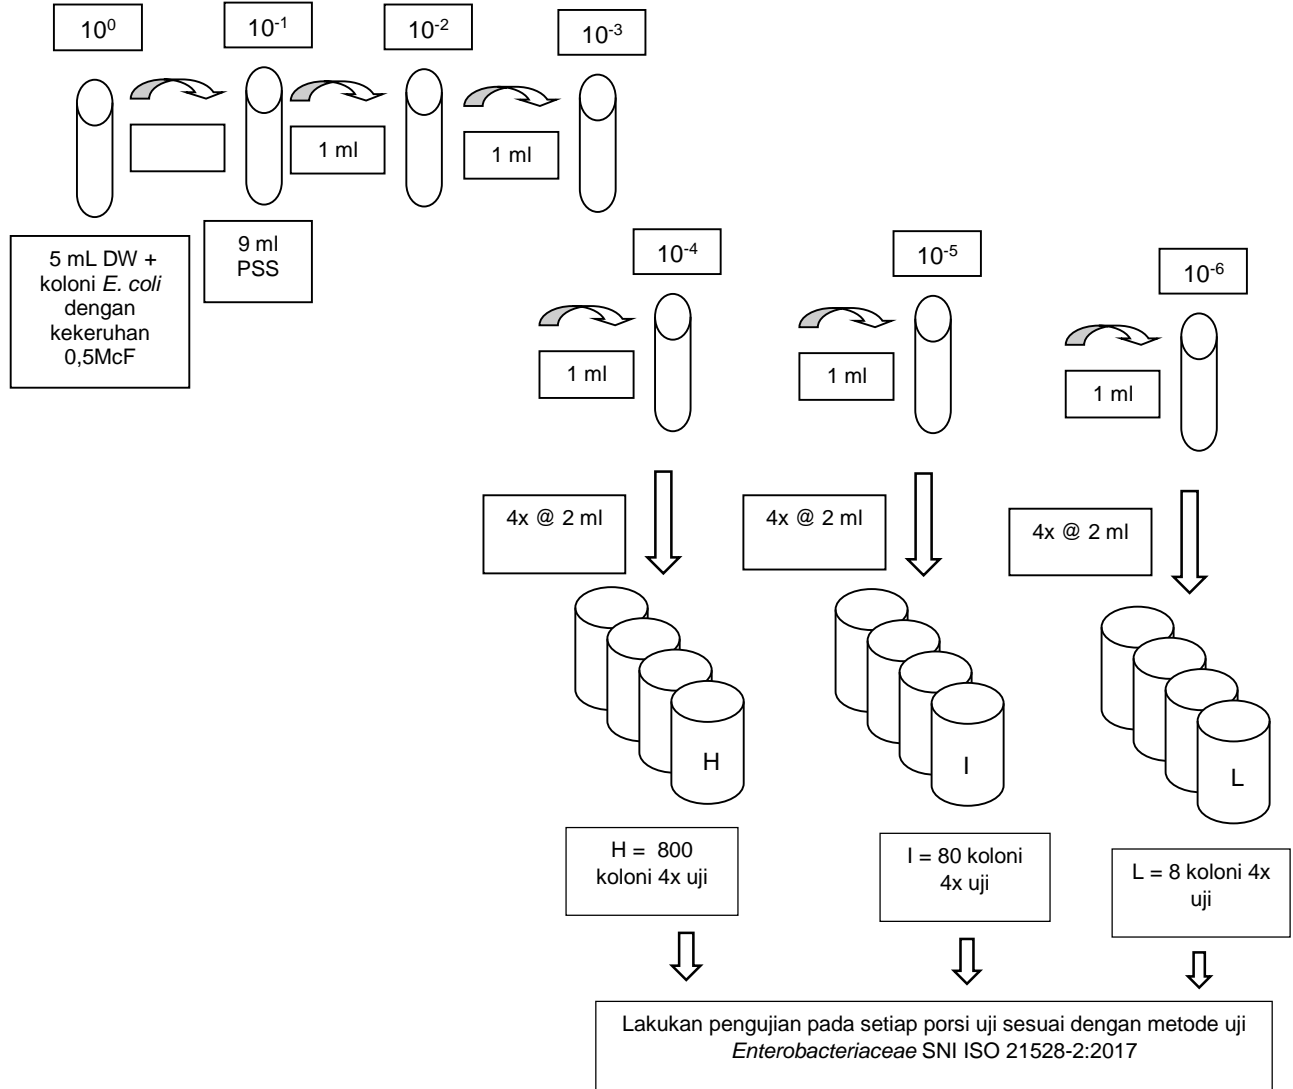 10⁰
10⁻¹
10⁻²
10⁻³
1 ml
1 ml
5 mL DW +
koloni E. coli
dengan
kekeruhan
0,5McF
9 ml
PSS
10⁻⁴
10⁻⁵
10⁻⁶
1 ml
1 ml
1 ml
4x @ 2 ml
4x @ 2 ml
4x @ 2 ml
H
I
L
H = 800
koloni 4x uji
I = 80 koloni
4x uji
L = 8 koloni 4x
uji
Lakukan pengujian pada setiap porsi uji sesuai dengan metode uji
Enterobacteriaceae SNI ISO 21528-2:2017